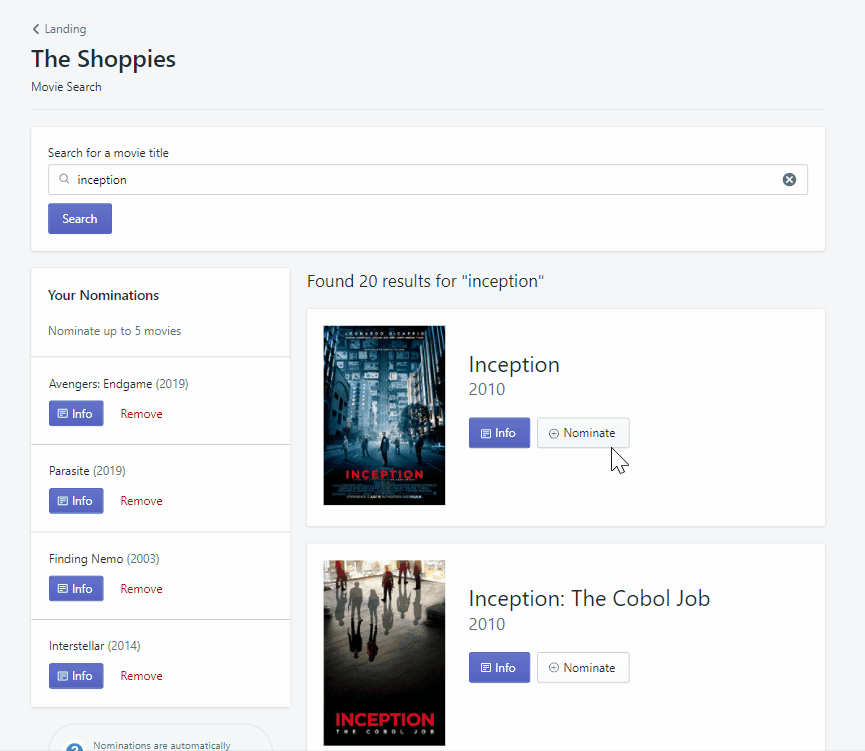 Landing
The Shoppies
Movie Search
Search for a movie title
inception
Search
Your Nominations
Nominate up to 5 movies
Avengers: Endgame (2019)
Info Remove
Parasite (2019)
Info Remove
Finding Nemo (2003)
Info Remove
Interstellar (2014)
Info Remove
? Nominations are automatically
Found 20 results for "inception"
LEONARDO DiCAPRIO
INCEPTION
Inception
2010
Info Nominate
INCEPTION
THE COBOL JOB
Inception: The Cobol Job
2010
Info Nominate